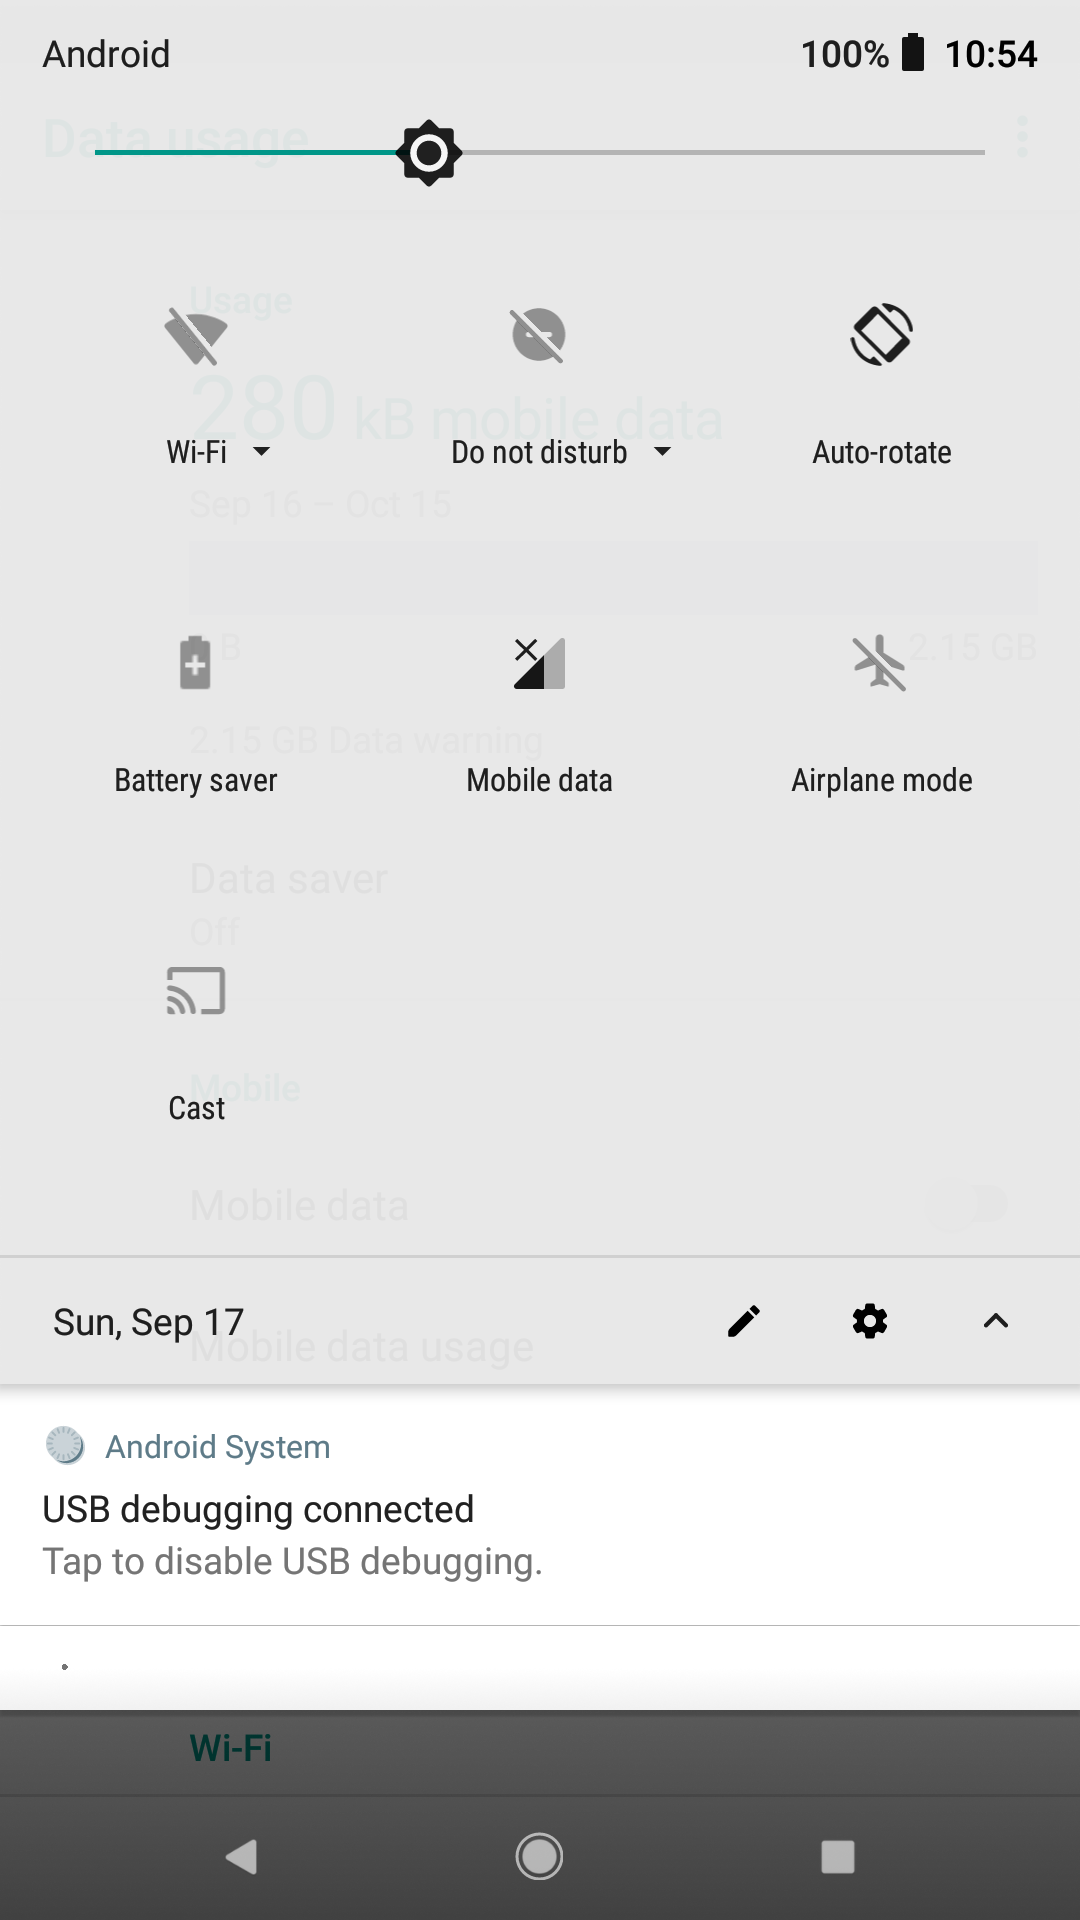 Android 100% 10:54
Data usage
Usage
280 kB mobile data
Wi-Fi Do not disturb Auto-rotate
Sep 16 – Oct 15
B 2.15 GB
2.15 GB Data warning
Battery saver Mobile data Airplane mode
Data saver
Off
Mobile
Cast
Mobile data
Sun, Sep 17
Mobile data usage
Android System
USB debugging connected
Tap to disable USB debugging.
Wi-Fi